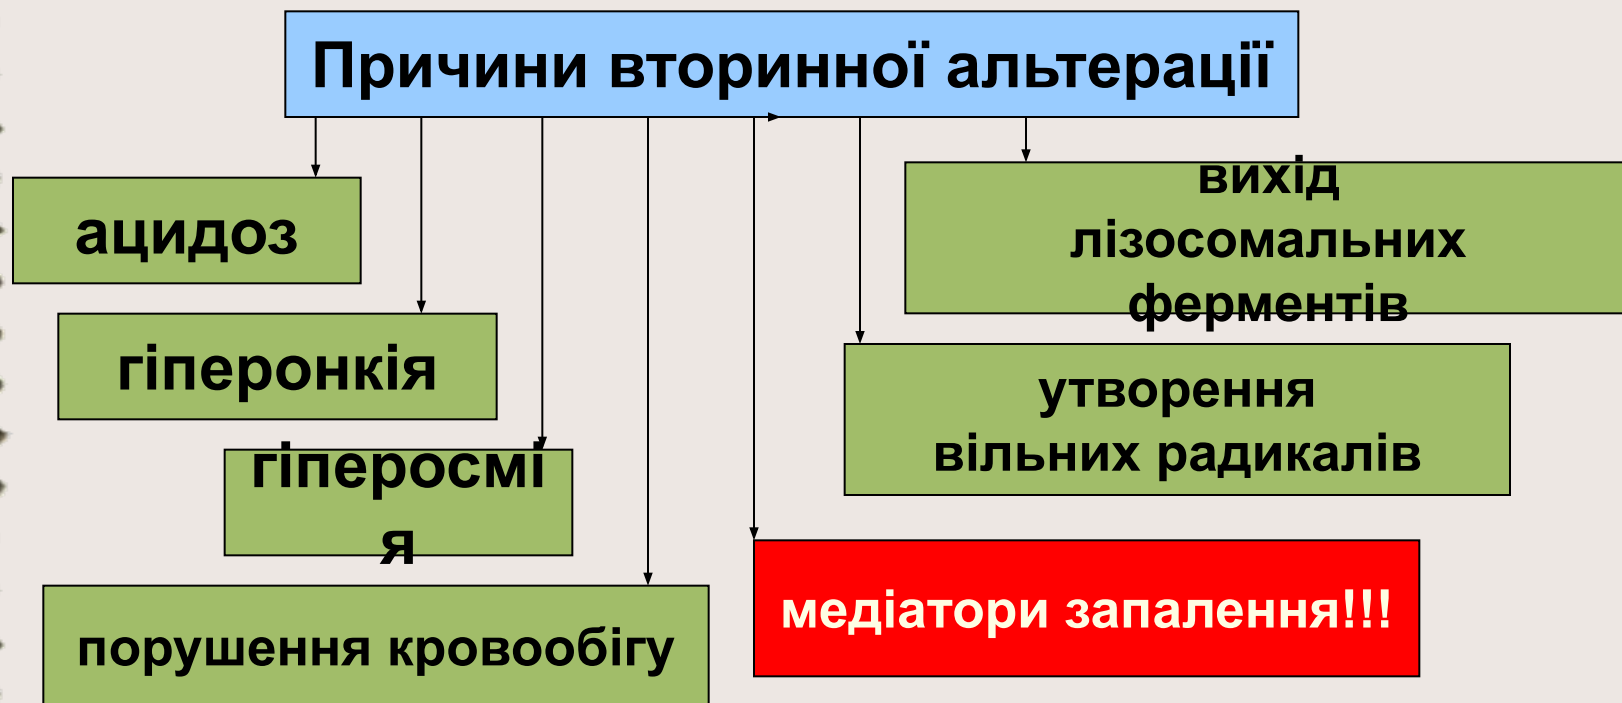 Причини вторинної альтерації
ацидоз
гіперонкія
гіперосмі
я
порушення кровообігу
вихід
лізосомальних
ферментів
утворення
вільних радикалів
медіатори запалення!!!